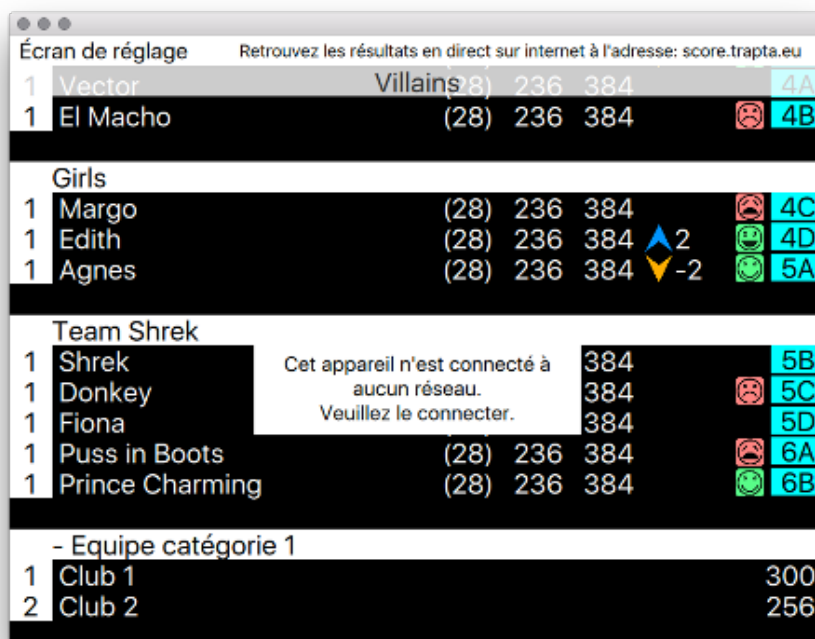 Écran de réglage Retrouvez les résultats en direct sur internet à l'adresse: score.trapta.eu
Villains
1 Vector (28) 236 384 4A
1 El Macho (28) 236 384 4B
Girls
1 Margo (28) 236 384 4C
1 Edith (28) 236 384 2 4D
1 Agnes (28) 236 384 -2 5A
Team Shrek
1 Shrek 384 5B
1 Donkey 384 5C
1 Fiona 384 5D
Cet appareil n'est connecté à
aucun réseau.
Veuillez le connecter.
1 Puss in Boots (28) 236 384 6A
1 Prince Charming (28) 236 384 6B
- Equipe catégorie 1
1 Club 1 300
2 Club 2 256